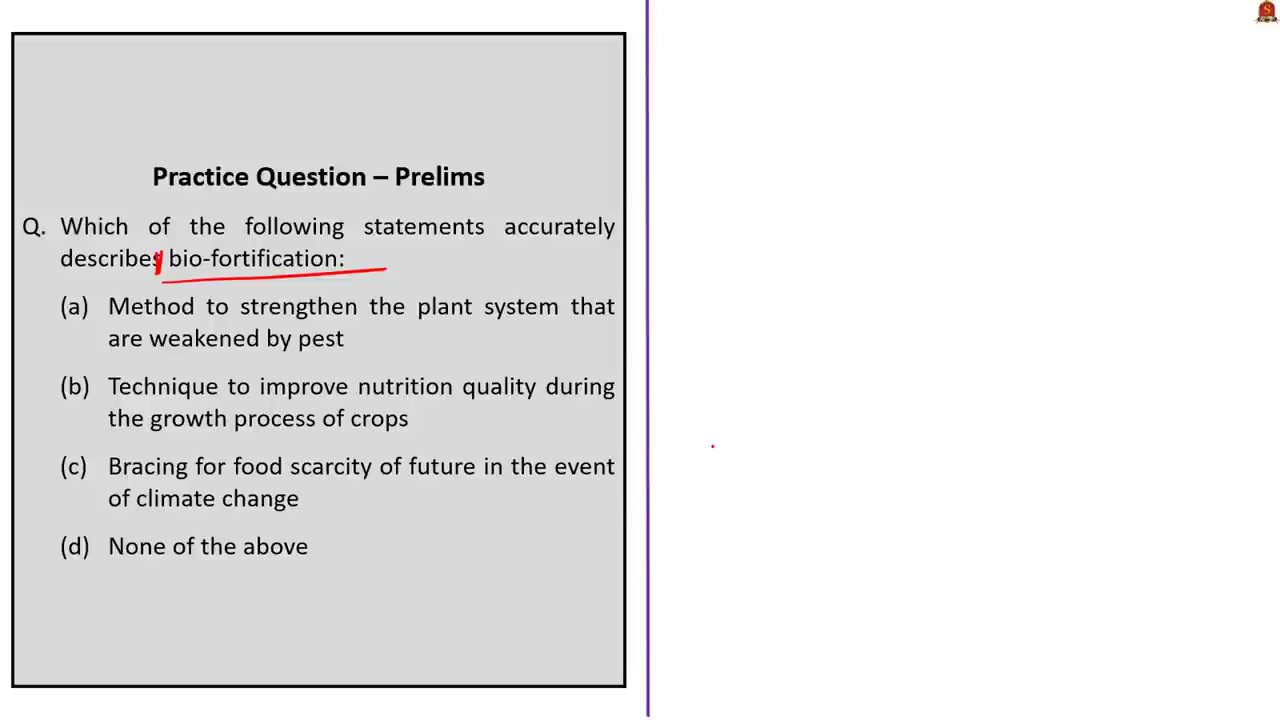 Practice Question – Prelims
Q. Which of the following statements accurately
describes bio-fortification:
(a) Method to strengthen the plant system that
are weakened by pest
(b) Technique to improve nutrition quality during
the growth process of crops
(c) Bracing for food scarcity of future in the event
of climate change
(d) None of the above
S